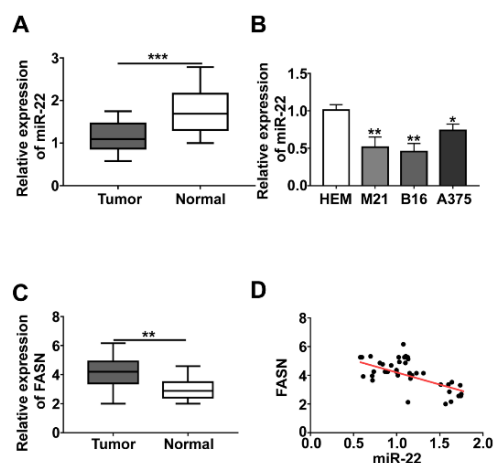 A
Relative expression
of miR-22
3
2
1
0
***
Tumor
Normal
B
Relative expression
of miR-22
1.5
1.0
0.5
0.0
**
**
*
HEM
M21
B16
A375
C
Relative expression
of FASN
8
6
4
2
0
**
Tumor
Normal
D
FASN
8
6
4
2
0
0.0
0.5
1.0
1.5
2.0
miR-22